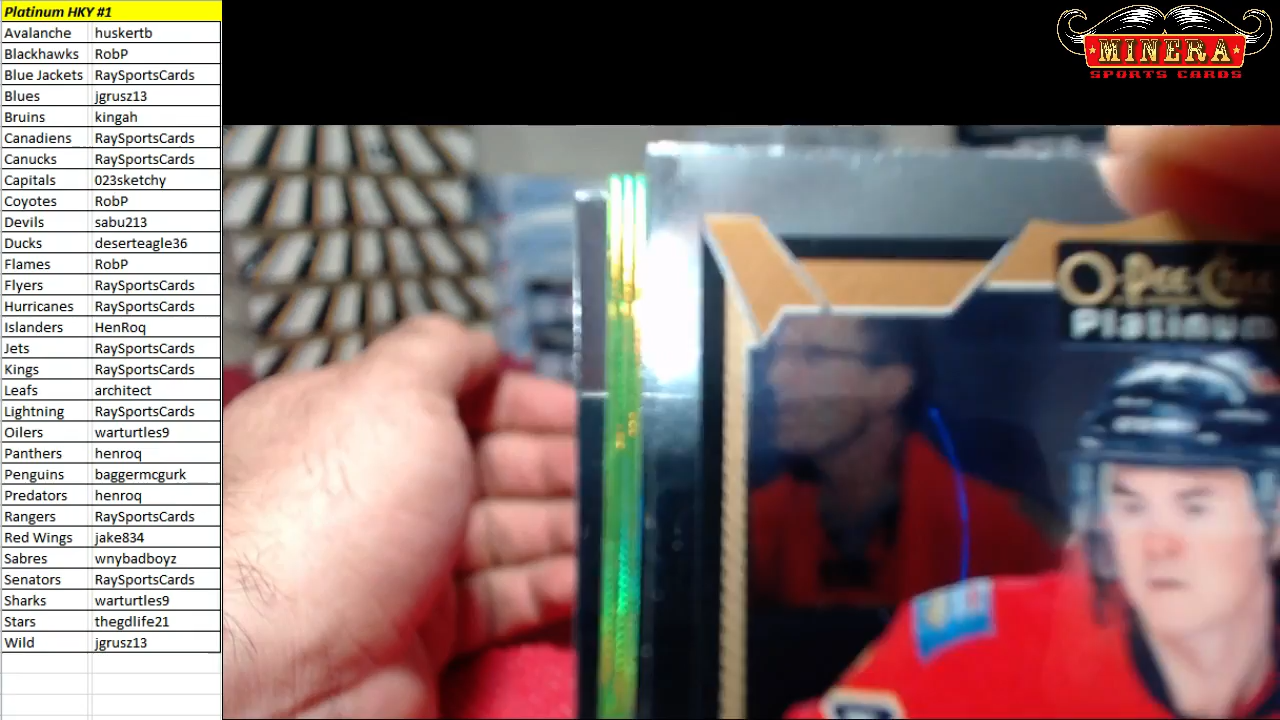 Platinum HKY #1
Avalanche huskertb
Blackhawks RobP
Blue Jackets RaySportsCards
Blues jgrusz13
Bruins kingah
Canadiens RaySportsCards
Canucks RaySportsCards
Capitals 023sketchy
Coyotes RobP
Devils sabu213
Ducks deserteagle36
Flames RobP
Flyers RaySportsCards
Hurricanes RaySportsCards
Islanders HenRoq
Jets RaySportsCards
Kings RaySportsCards
Leafs architect
Lightning RaySportsCards
Oilers warturtles9
Panthers henroq
Penguins baggermcgurk
Predators henroq
Rangers RaySportsCards
Red Wings jake834
Sabres wnybadboyz
Senators RaySportsCards
Sharks warturtles9
Stars thegdlife21
Wild jgrusz13
MINERA
SPORTS CARDS
O-Pee-Chee
Platinum